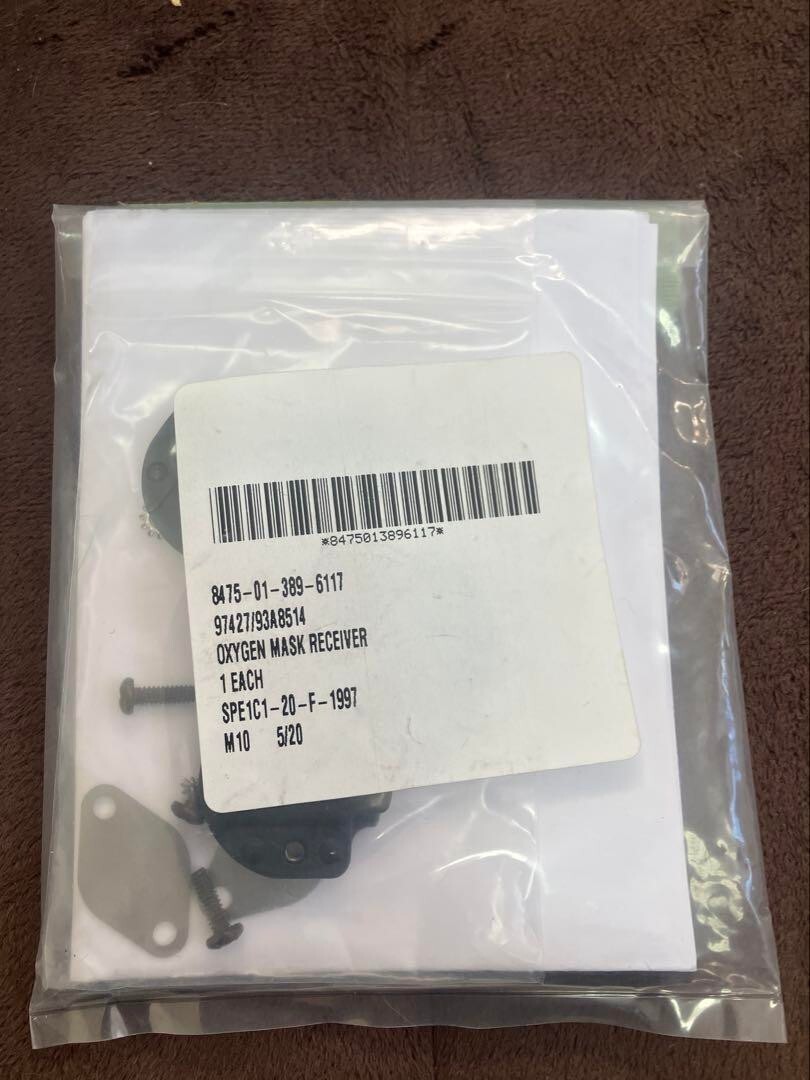 *8475013896117*
8475-01-389-6117
97427/93A8514
OXYGEN MASK RECEIVER
1 EACH
SPE1C1-20-F-1997
M10 5/20